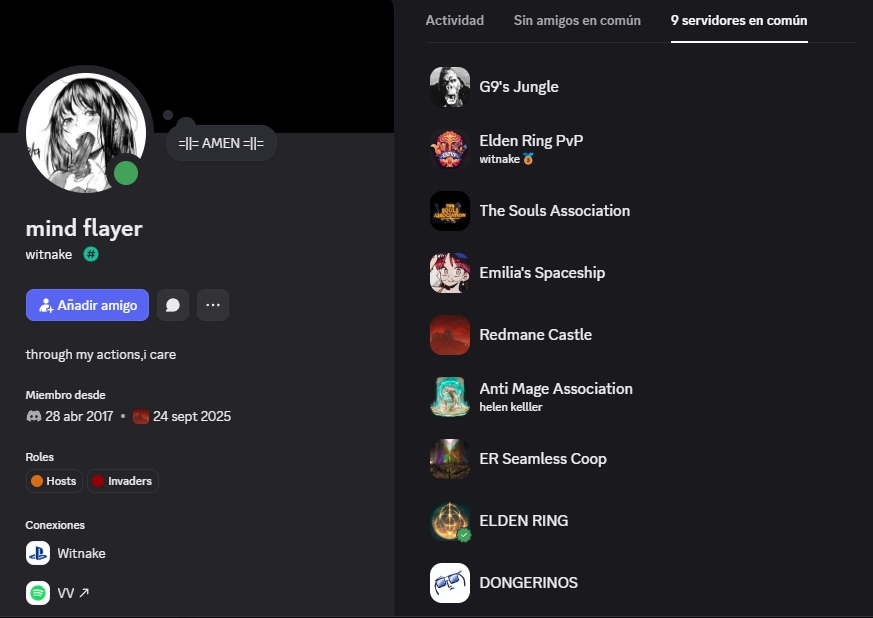 Actividad
Sin amigos en común
9 servidores en común
=||= AMEN =||=
mind flayer
witnake
Añadir amigo
through my actions,i care
Miembro desde
28 abr 2017 • 24 sept 2025
Roles
Hosts
Invaders
Conexiones
Witnake
VV
G9's Jungle
Elden Ring PvP
witnake
THE SOULS ASSOCIATION
The Souls Association
Emilia's Spaceship
Redmane Castle
Anti Mage Association
helen kelller
ER Seamless Coop
ELDEN RING
DONGERINOS